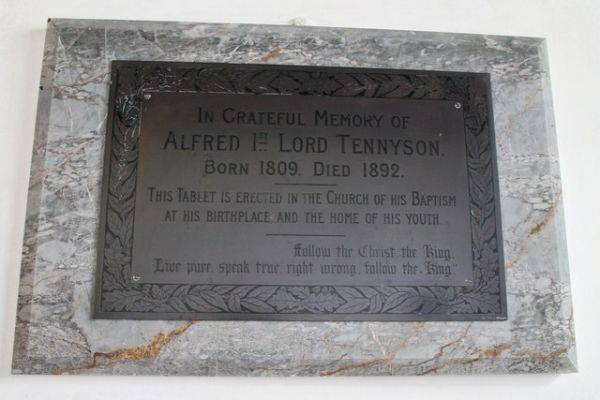 IN GRATEFUL MEMORY OF
ALFRED 1ST LORD TENNYSON.
BORN 1809. DIED 1892.
THIS TABLET IS ERECTED IN THE CHURCH OF HIS BAPTISM
AT HIS BIRTHPLACE AND THE HOME OF HIS YOUTH
"Follow the Christ the King.
Live pure, speak true, right wrong, follow the King."